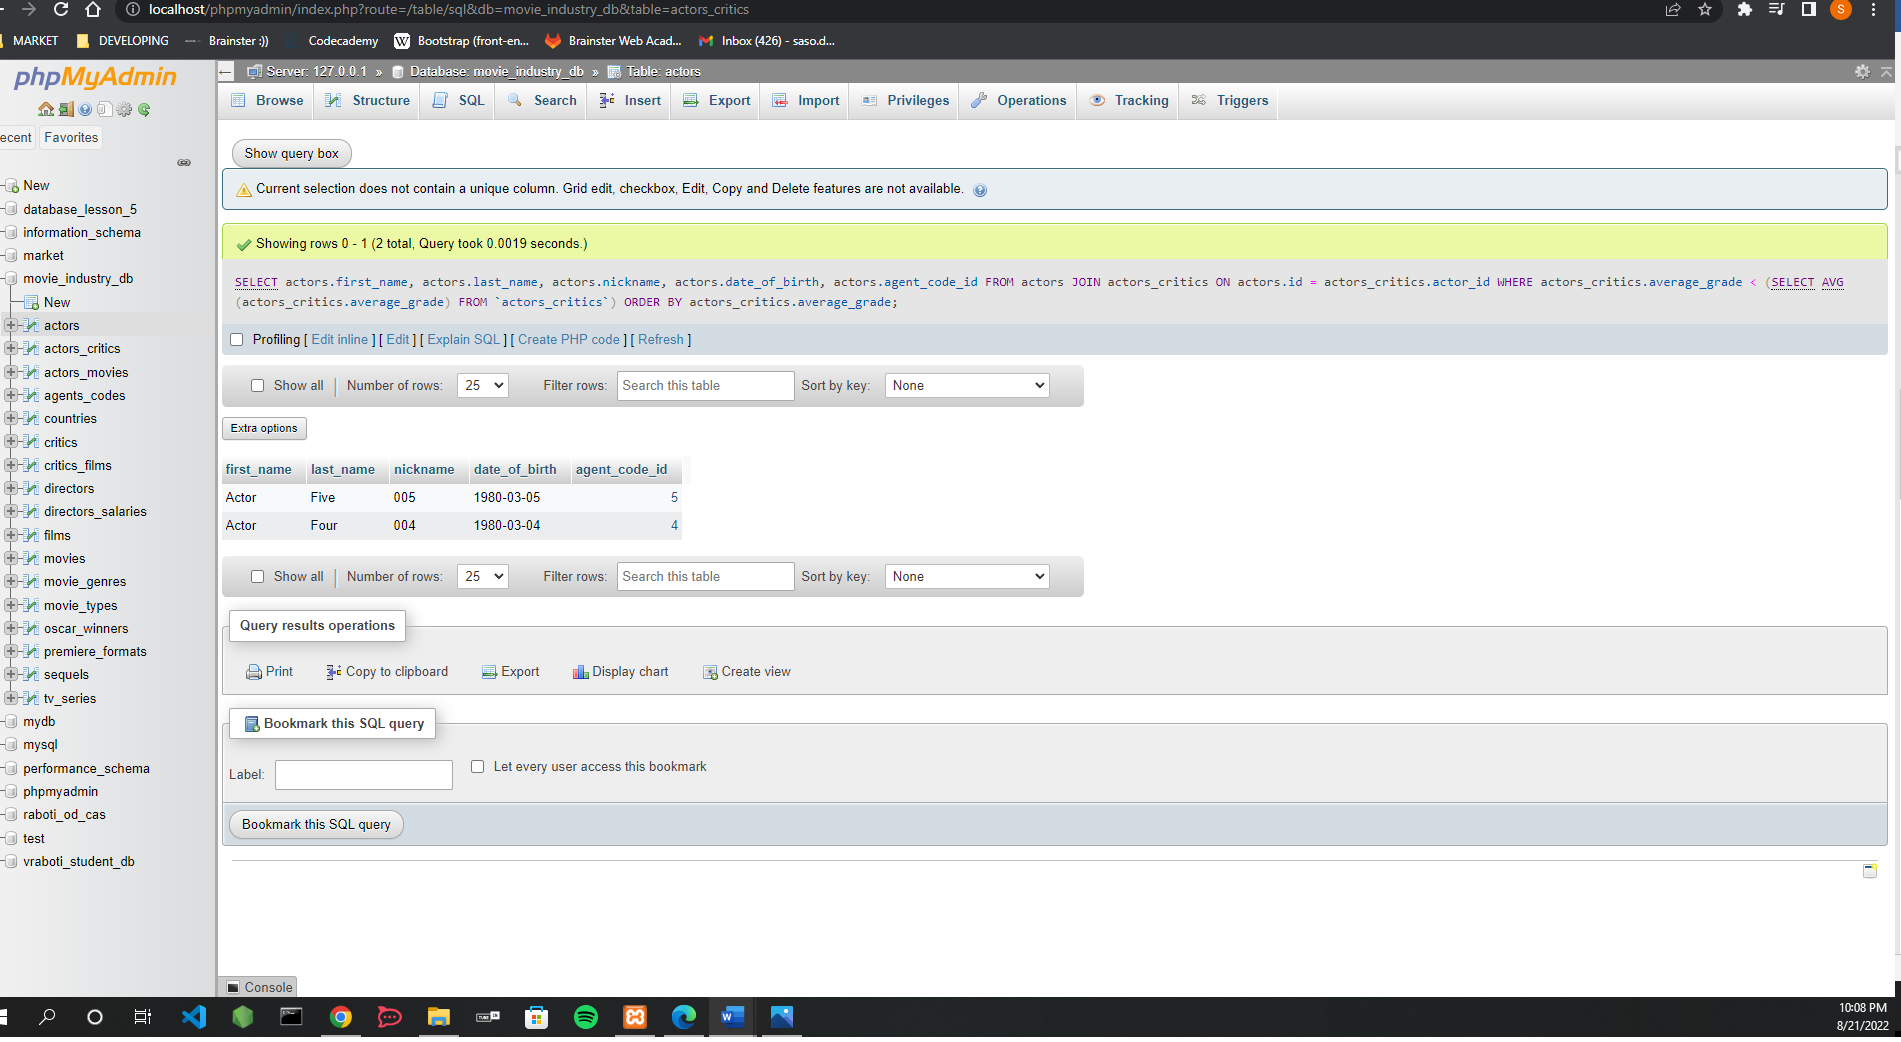 localhost/phpmyadmin/index.php?route=/table/sql&db=movie_industry_db&table=actors_critics
MARKET DEVELOPING Brainster :)) Codecademy Bootstrap (front-en... Brainster Web Acad... Inbox (426) - saso.d...
S
phpMyAdmin
ecent Favorites
New
database_lesson_5
information_schema
market
movie_industry_db
New
actors
actors_critics
actors_movies
agents_codes
countries
critics
critics_films
directors
directors_salaries
films
movies
movie_genres
movie_types
oscar_winners
premiere_formats
sequels
tv_series
mydb
mysql
performance_schema
phpmyadmin
raboti_od_cas
test
vraboti_student_db
Server: 127.0.0.1 » Database: movie_industry_db » Table: actors
Browse Structure SQL Search Insert Export Import Privileges Operations Tracking Triggers
Show query box
Current selection does not contain a unique column. Grid edit, checkbox, Edit, Copy and Delete features are not available.
Showing rows 0 - 1 (2 total, Query took 0.0019 seconds.)
SELECT actors.first_name, actors.last_name, actors.nickname, actors.date_of_birth, actors.agent_code_id FROM actors JOIN actors_critics ON actors.id = actors_critics.actor_id WHERE actors_critics.average_grade < (SELECT AVG
(actors_critics.average_grade) FROM `actors_critics`) ORDER BY actors_critics.average_grade;
Profiling [ Edit inline ] [ Edit ] [ Explain SQL ] [ Create PHP code ] [ Refresh ]
Show all Number of rows: 25 Filter rows: Search this table Sort by key: None
Extra options
first_name last_name nickname date_of_birth agent_code_id
Actor Five 005 1980-03-05 5
Actor Four 004 1980-03-04 4
Show all Number of rows: 25 Filter rows: Search this table Sort by key: None
Query results operations
Print Copy to clipboard Export Display chart Create view
Bookmark this SQL query
Label: Let every user access this bookmark
Bookmark this SQL query
Console
10:08 PM
8/21/2022